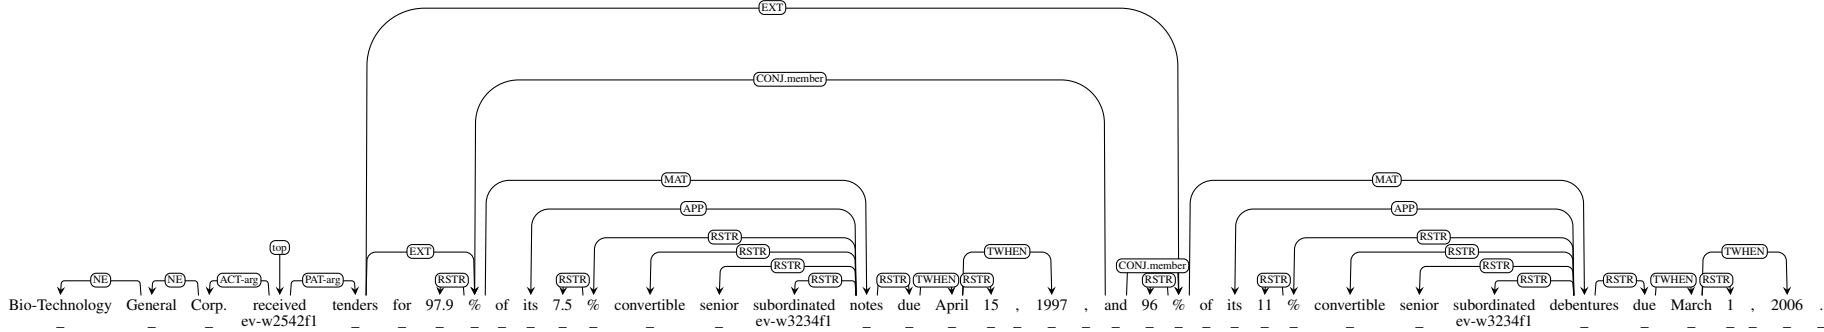 EXT
CONJ.member
MAT MAT
APP APP
RSTR RSTR
top EXT RSTR TWHEN RSTR TWHEN
RSTR CONJ.member RSTR
NE NE ACT-arg PAT-arg RSTR RSTR RSTR RSTR TWHEN RSTR RSTR RSTR RSTR RSTR TWHEN RSTR
Bio-Technology General Corp. received tenders for 97.9 % of its 7.5 % convertible senior subordinated notes due April 15 , 1997 , and 96 % of its 11 % convertible senior subordinated debentures due March 1 , 2006 .
_ _ _ ev-w2542f1 _ _ _ _ _ _ _ _ _ _ ev-w3234f1 _ _ _ _ _ _ _ _ _ _ _ _ _ _ _ _ ev-w3234f1 _ _ _ _ _ _ _